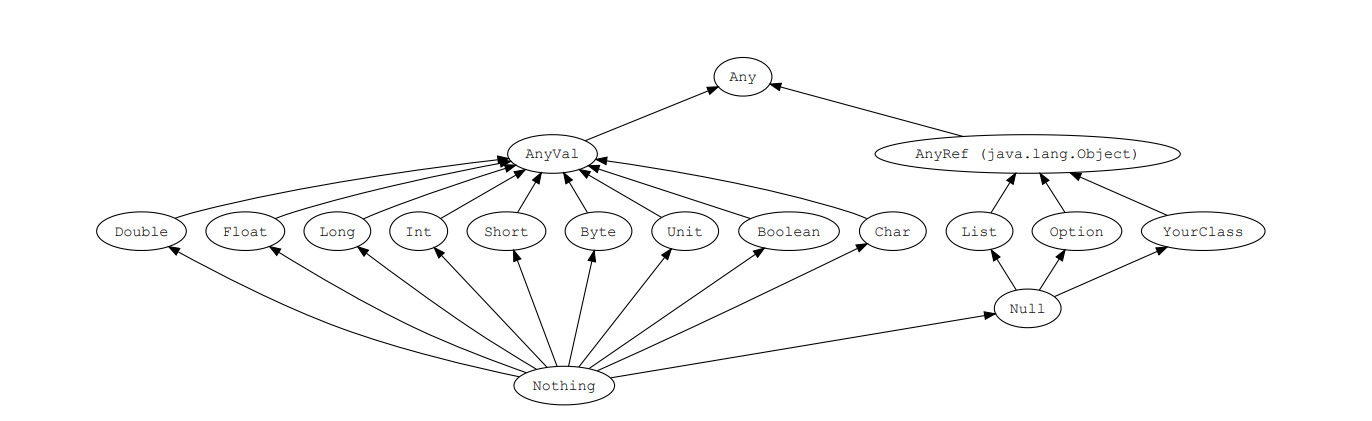 Any
AnyVal
AnyRef (java.lang.Object)
Double
Float
Long
Int
Short
Byte
Unit
Boolean
Char
List
Option
YourClass
Null
Nothing